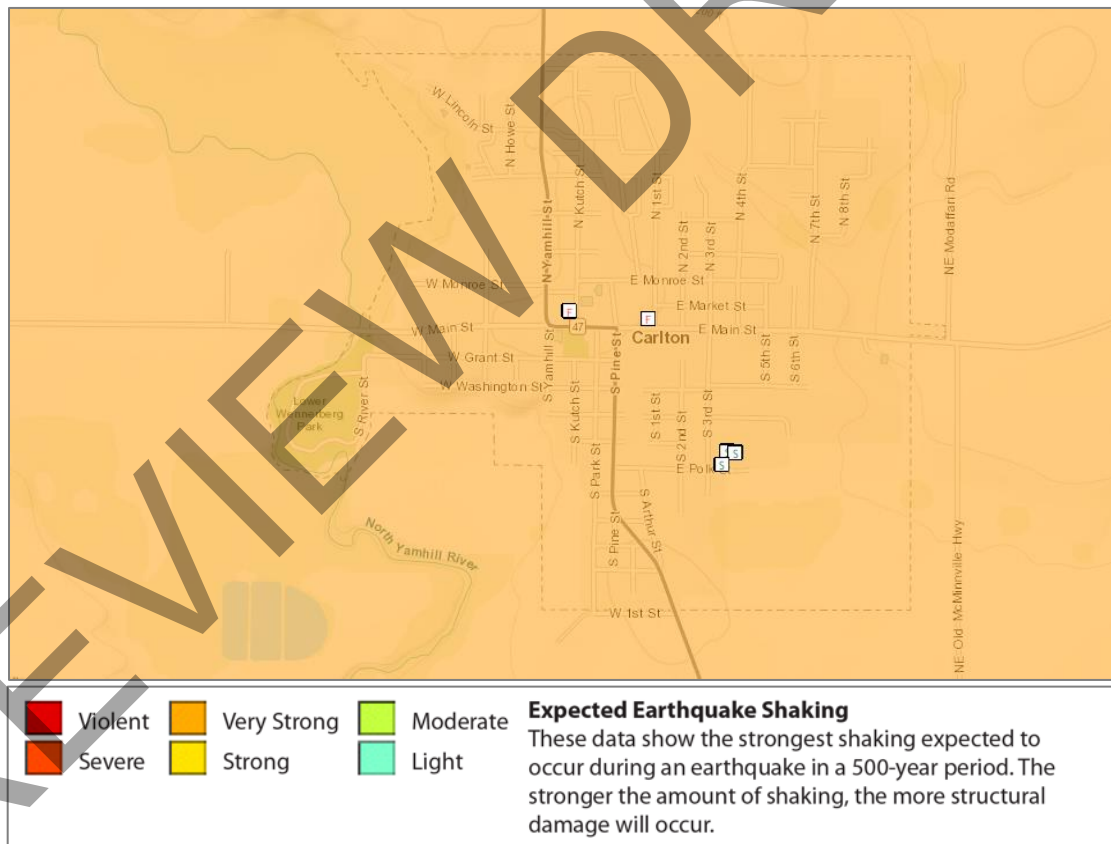 W Lincoln St
N Howe St
N Yamhill St
N Kutch St
N 1st St
N 2nd St
N 3rd St
N 4th St
N 7th St
N 8th St
NE Modaffari Rd
W Monroe St
E Monroe St
F
F
E Market St
47
W Main St
E Main St
Carlton
W Grant St
S Yamhill St
S Pine St
S 5th St
S 6th St
W Washington St
Lower
Wennerberg
Park
S River St
S Kutch St
S 1st St
S 2nd St
S 3rd St
S
S
E Polk
S Park St
S Arthur St
S Pine St
North Yamhill River
NE Old McMinnville Hwy
W 1st St
EVIEW DR
Violent
Very Strong
Moderate
Severe
Strong
Light
Expected Earthquake Shaking
These data show the strongest shaking expected to
occur during an earthquake in a 500-year period. The
stronger the amount of shaking, the more structural
damage will occur.